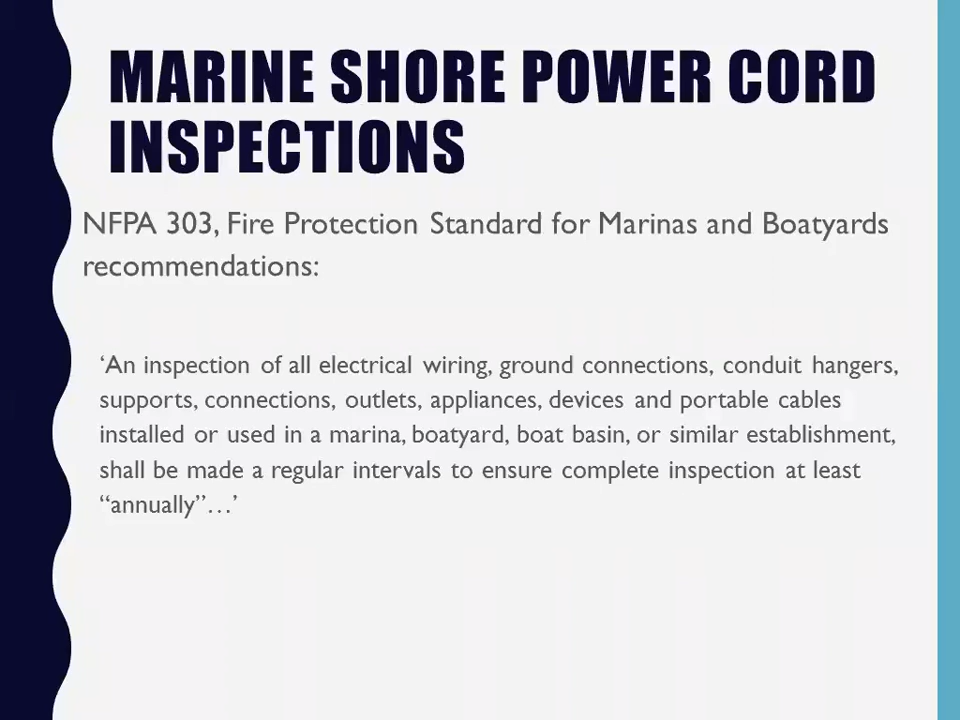 MARINE SHORE POWER CORD
INSPECTIONS
NFPA 303, Fire Protection Standard for Marinas and Boatyards
recommendations:
‘An inspection of all electrical wiring, ground connections, conduit hangers,
supports, connections, outlets, appliances, devices and portable cables
installed or used in a marina, boatyard, boat basin, or similar establishment,
shall be made a regular intervals to ensure complete inspection at least
“annually”…’